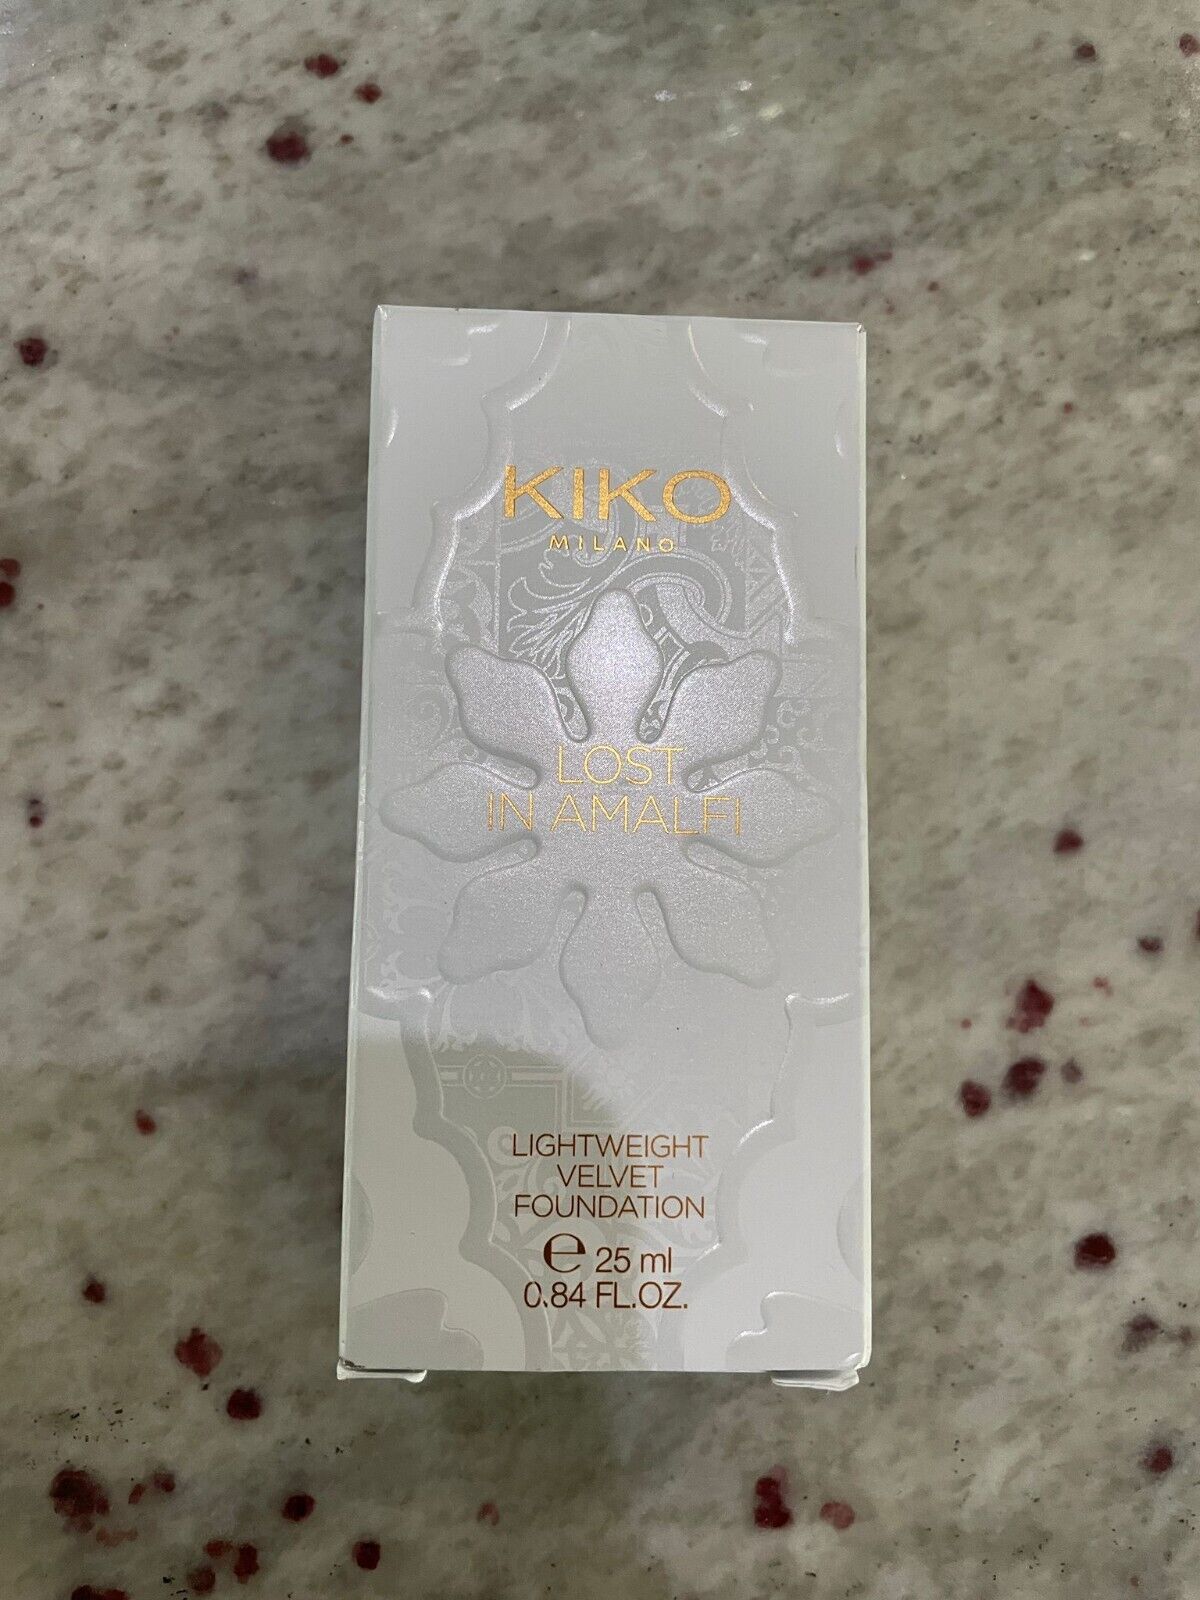 KIKO
MILANO
LOST
IN AMALFI
LIGHTWEIGHT
VELVET
FOUNDATION
℮ 25 ml
0.84 FL.OZ.